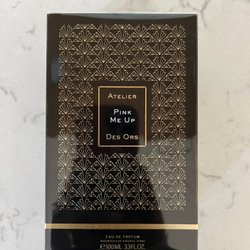 ATELIER
PINK
ME UP
DES ORS
EAU DE PARFUM
℮100ML 3.3FL.OZ.